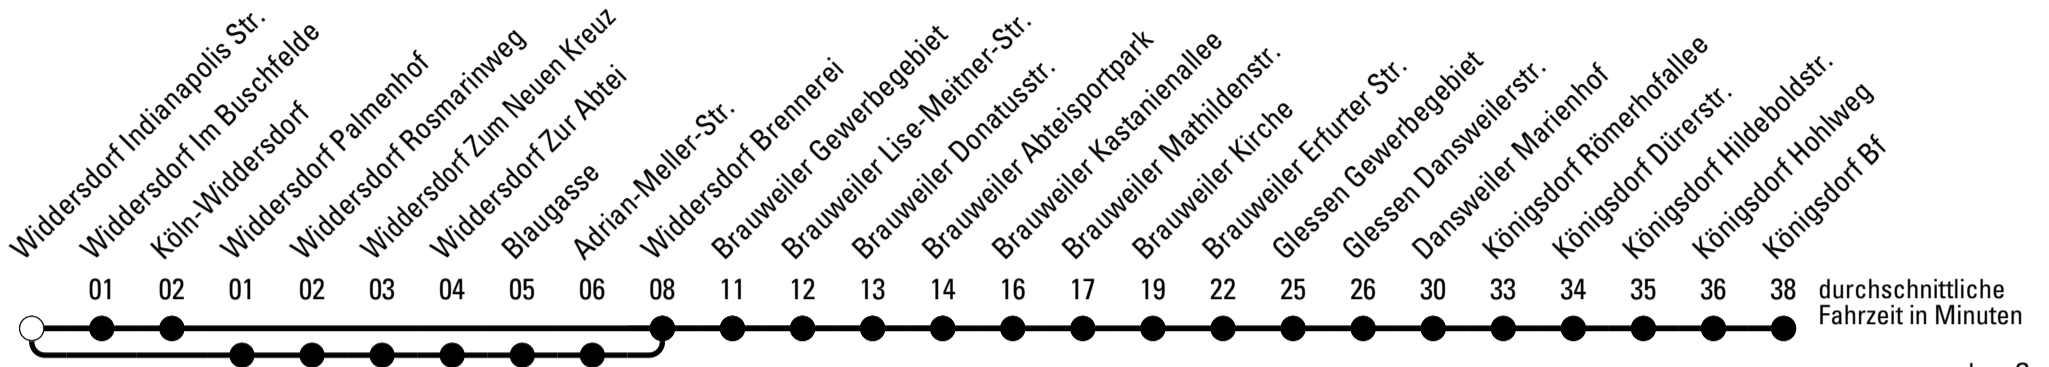 Widdersdorf Indianapolis Str.
Widdersdorf Im Buschfelde
Köln-Widdersdorf
Widdersdorf Palmenhof
Widdersdorf Rosmarinweg
Widdersdorf Zum Neuen Kreuz
Widdersdorf Zur Abtei
Blaugasse
Adrian-Meller-Str.
Widdersdorf Brennerei
Brauweiler Gewerbegebiet
Brauweiler Lise-Meitner-Str.
Brauweiler Donatusstr.
Brauweiler Abteisportpark
Brauweiler Kastanienallee
Brauweiler Mathildenstr.
Brauweiler Kirche
Brauweiler Erfurter Str.
Glessen Gewerbegebiet
Glessen Dansweilerstr.
Dansweiler Marienhof
Königsdorf Römerhofallee
Königsdorf Dürerstr.
Königsdorf Hildeboldstr.
Königsdorf Hohlweg
Königsdorf Bf
01 02 01 02 03 04 05 06 08 11 12 13 14 16 17 19 22 25 26 30 33 34 35 36 38 durchschnittliche
Fahrzeit in Minuten